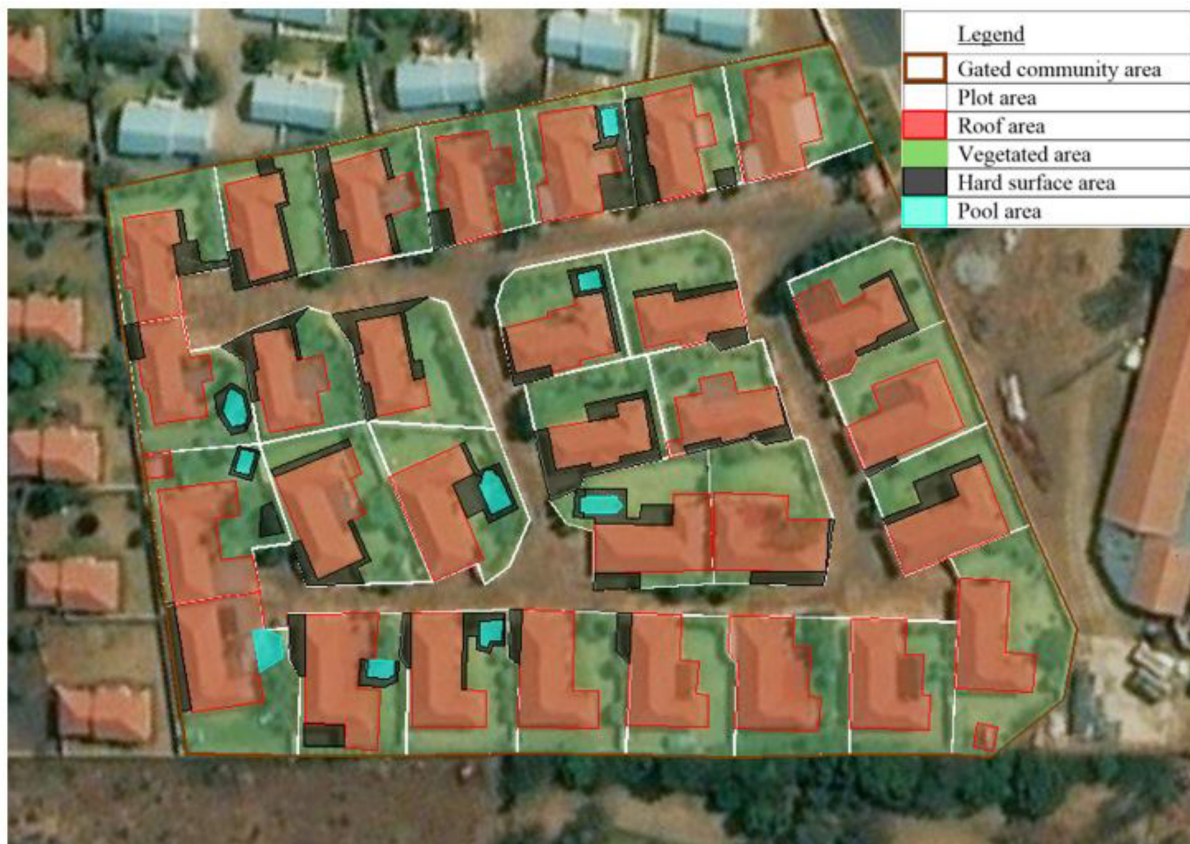 Legend
Gated community area
Plot area
Roof area
Vegetated area
Hard surface area
Pool area